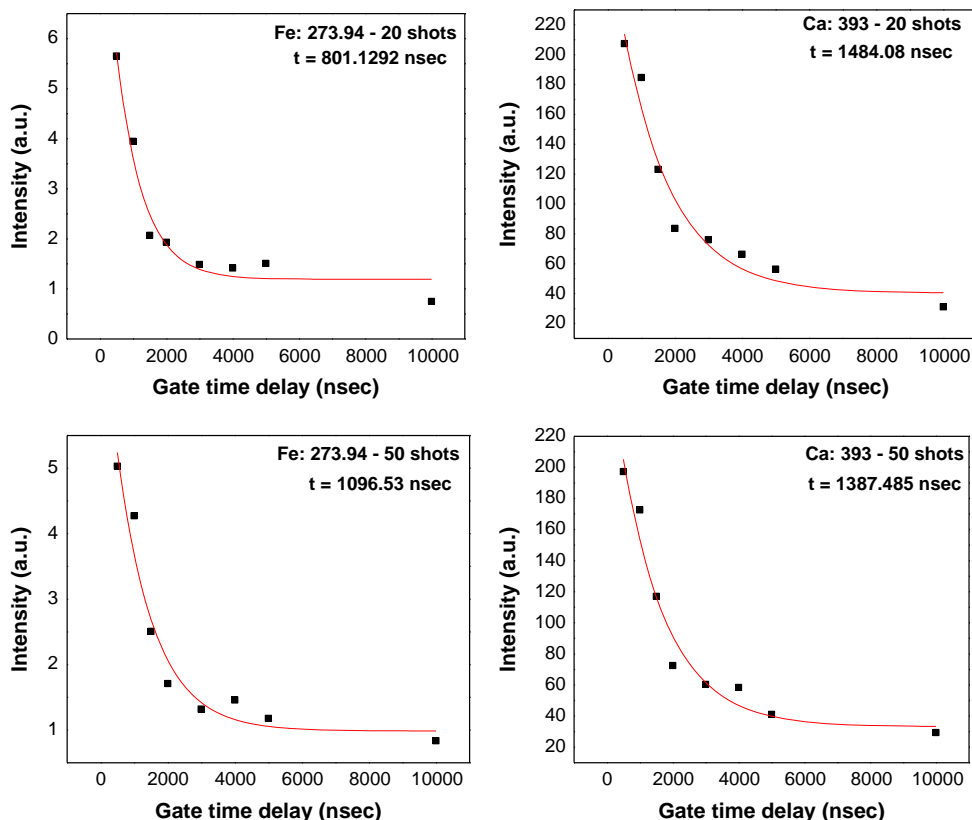 Fe: 273.94 - 20 shots
t = 801.1292 nsec
Intensity (a.u.)
6
5
4
3
2
1
0
0 2000 4000 6000 8000 10000
Gate time delay (nsec)
Ca: 393 - 20 shots
t = 1484.08 nsec
Intensity (a.u.)
220
200
180
160
140
120
100
80
60
40
20
0 2000 4000 6000 8000 10000
Gate time delay (nsec)
Fe: 273.94 - 50 shots
t = 1096.53 nsec
Intensity (a.u.)
5
4
3
2
1
0 2000 4000 6000 8000 10000
Gate time delay (nsec)
Ca: 393 - 50 shots
t = 1387.485 nsec
Intensity (a.u.)
220
200
180
160
140
120
100
80
60
40
20
0 2000 4000 6000 8000 10000
Gate time delay (nsec)